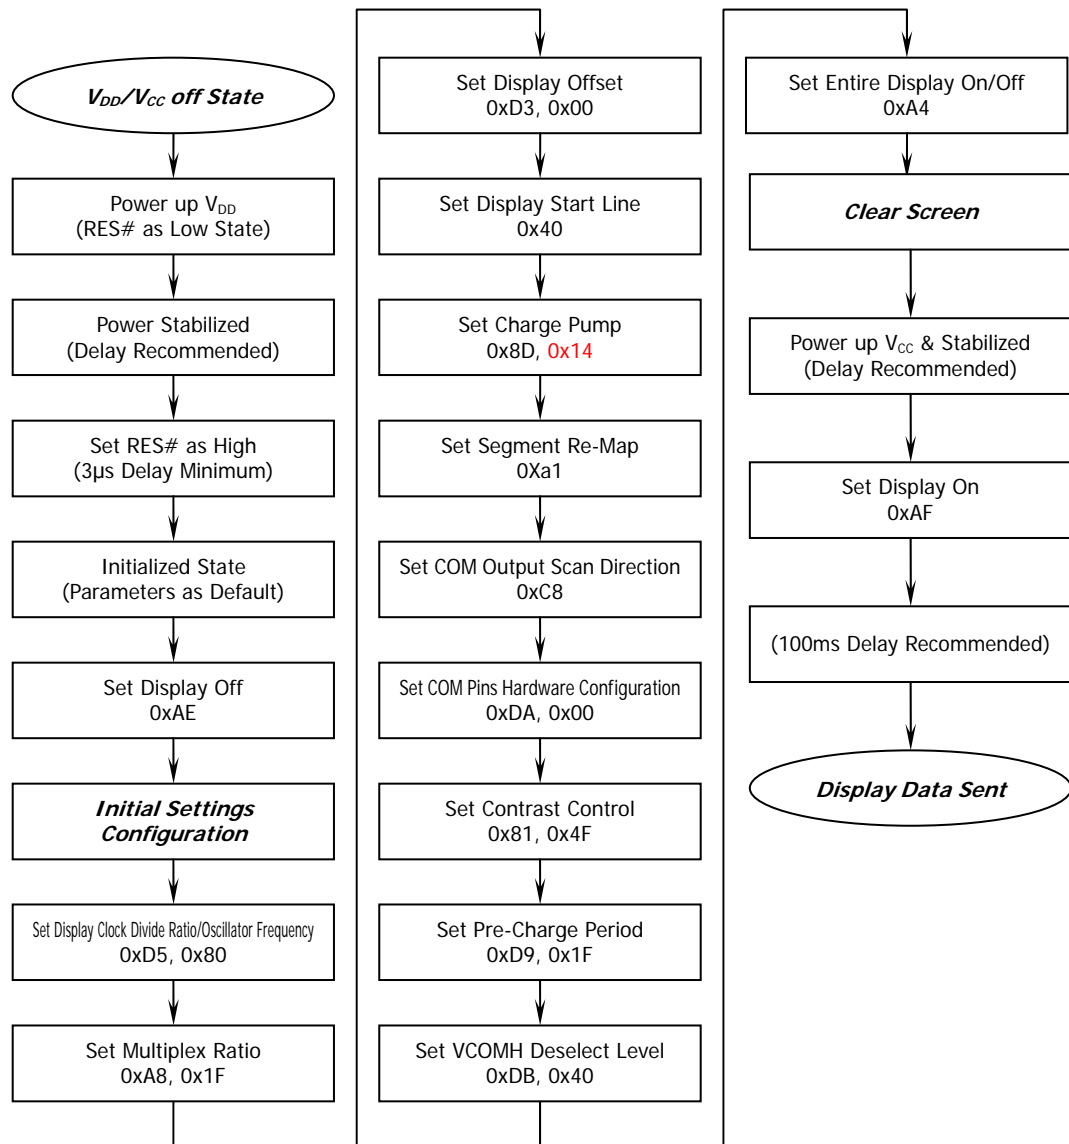 V_DD/V_CC off State
Power up V_DD
(RES# as Low State)
Power Stabilized
(Delay Recommended)
Set RES# as High
(3µs Delay Minimum)
Initialized State
(Parameters as Default)
Set Display Off
0xAE
Initial Settings
Configuration
Set Display Clock Divide Ratio/Oscillator Frequency
0xD5, 0x80
Set Multiplex Ratio
0xA8, 0x1F
Set Display Offset
0xD3, 0x00
Set Display Start Line
0x40
Set Charge Pump
0x8D, 0x14
Set Segment Re-Map
0Xa1
Set COM Output Scan Direction
0xC8
Set COM Pins Hardware Configuration
0xDA, 0x00
Set Contrast Control
0x81, 0x4F
Set Pre-Charge Period
0xD9, 0x1F
Set VCOMH Deselect Level
0xDB, 0x40
Set Entire Display On/Off
0xA4
Clear Screen
Power up V_CC & Stabilized
(Delay Recommended)
Set Display On
0xAF
(100ms Delay Recommended)
Display Data Sent